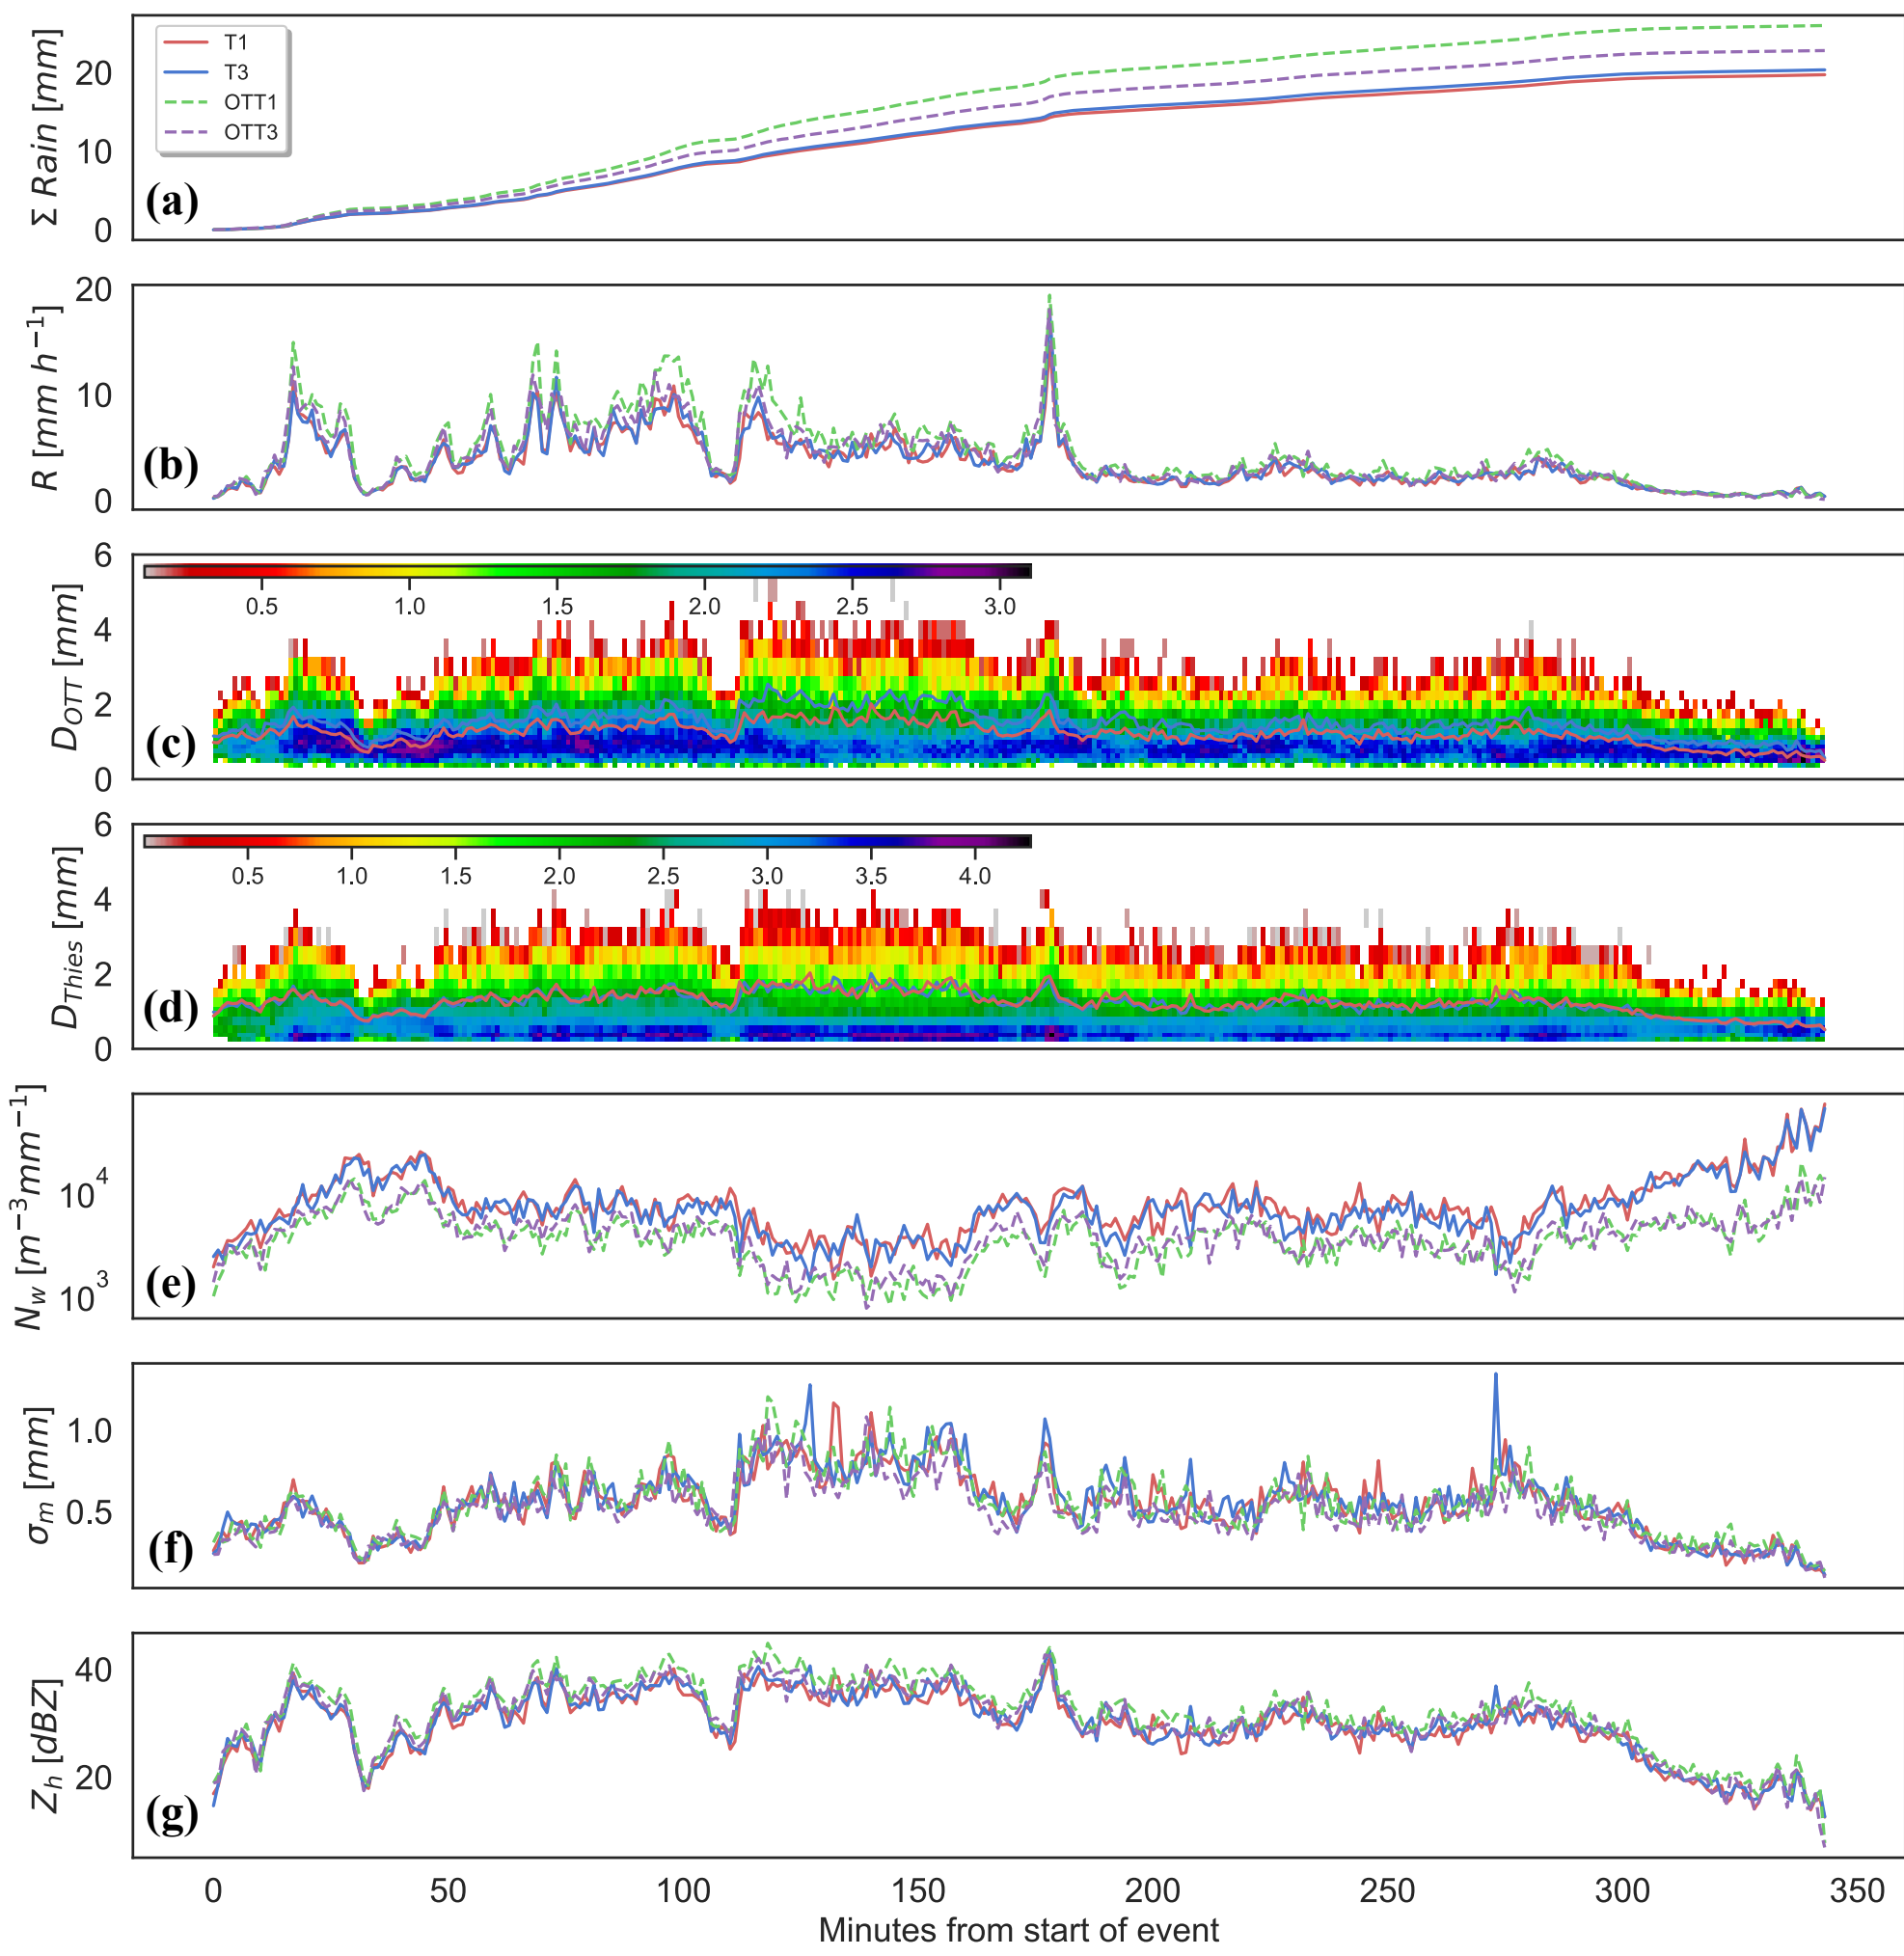 Σ Rain [mm]
20
10
0
T1
T3
OTT1
OTT3
(a)
R [mm h⁻¹]
20
10
0
(b)
D_OTT [mm]
6
4
2
0
0.5 1.0 1.5 2.0 2.5 3.0
(c)
D_Thies [mm]
6
4
2
0
0.5 1.0 1.5 2.0 2.5 3.0 3.5 4.0
(d)
N_w [m⁻³mm⁻¹]
10⁴
10³
(e)
σ_m [mm]
1.0
0.5
(f)
Z_h [dBZ]
40
20
(g)
0 50 100 150 200 250 300 350
Minutes from start of event